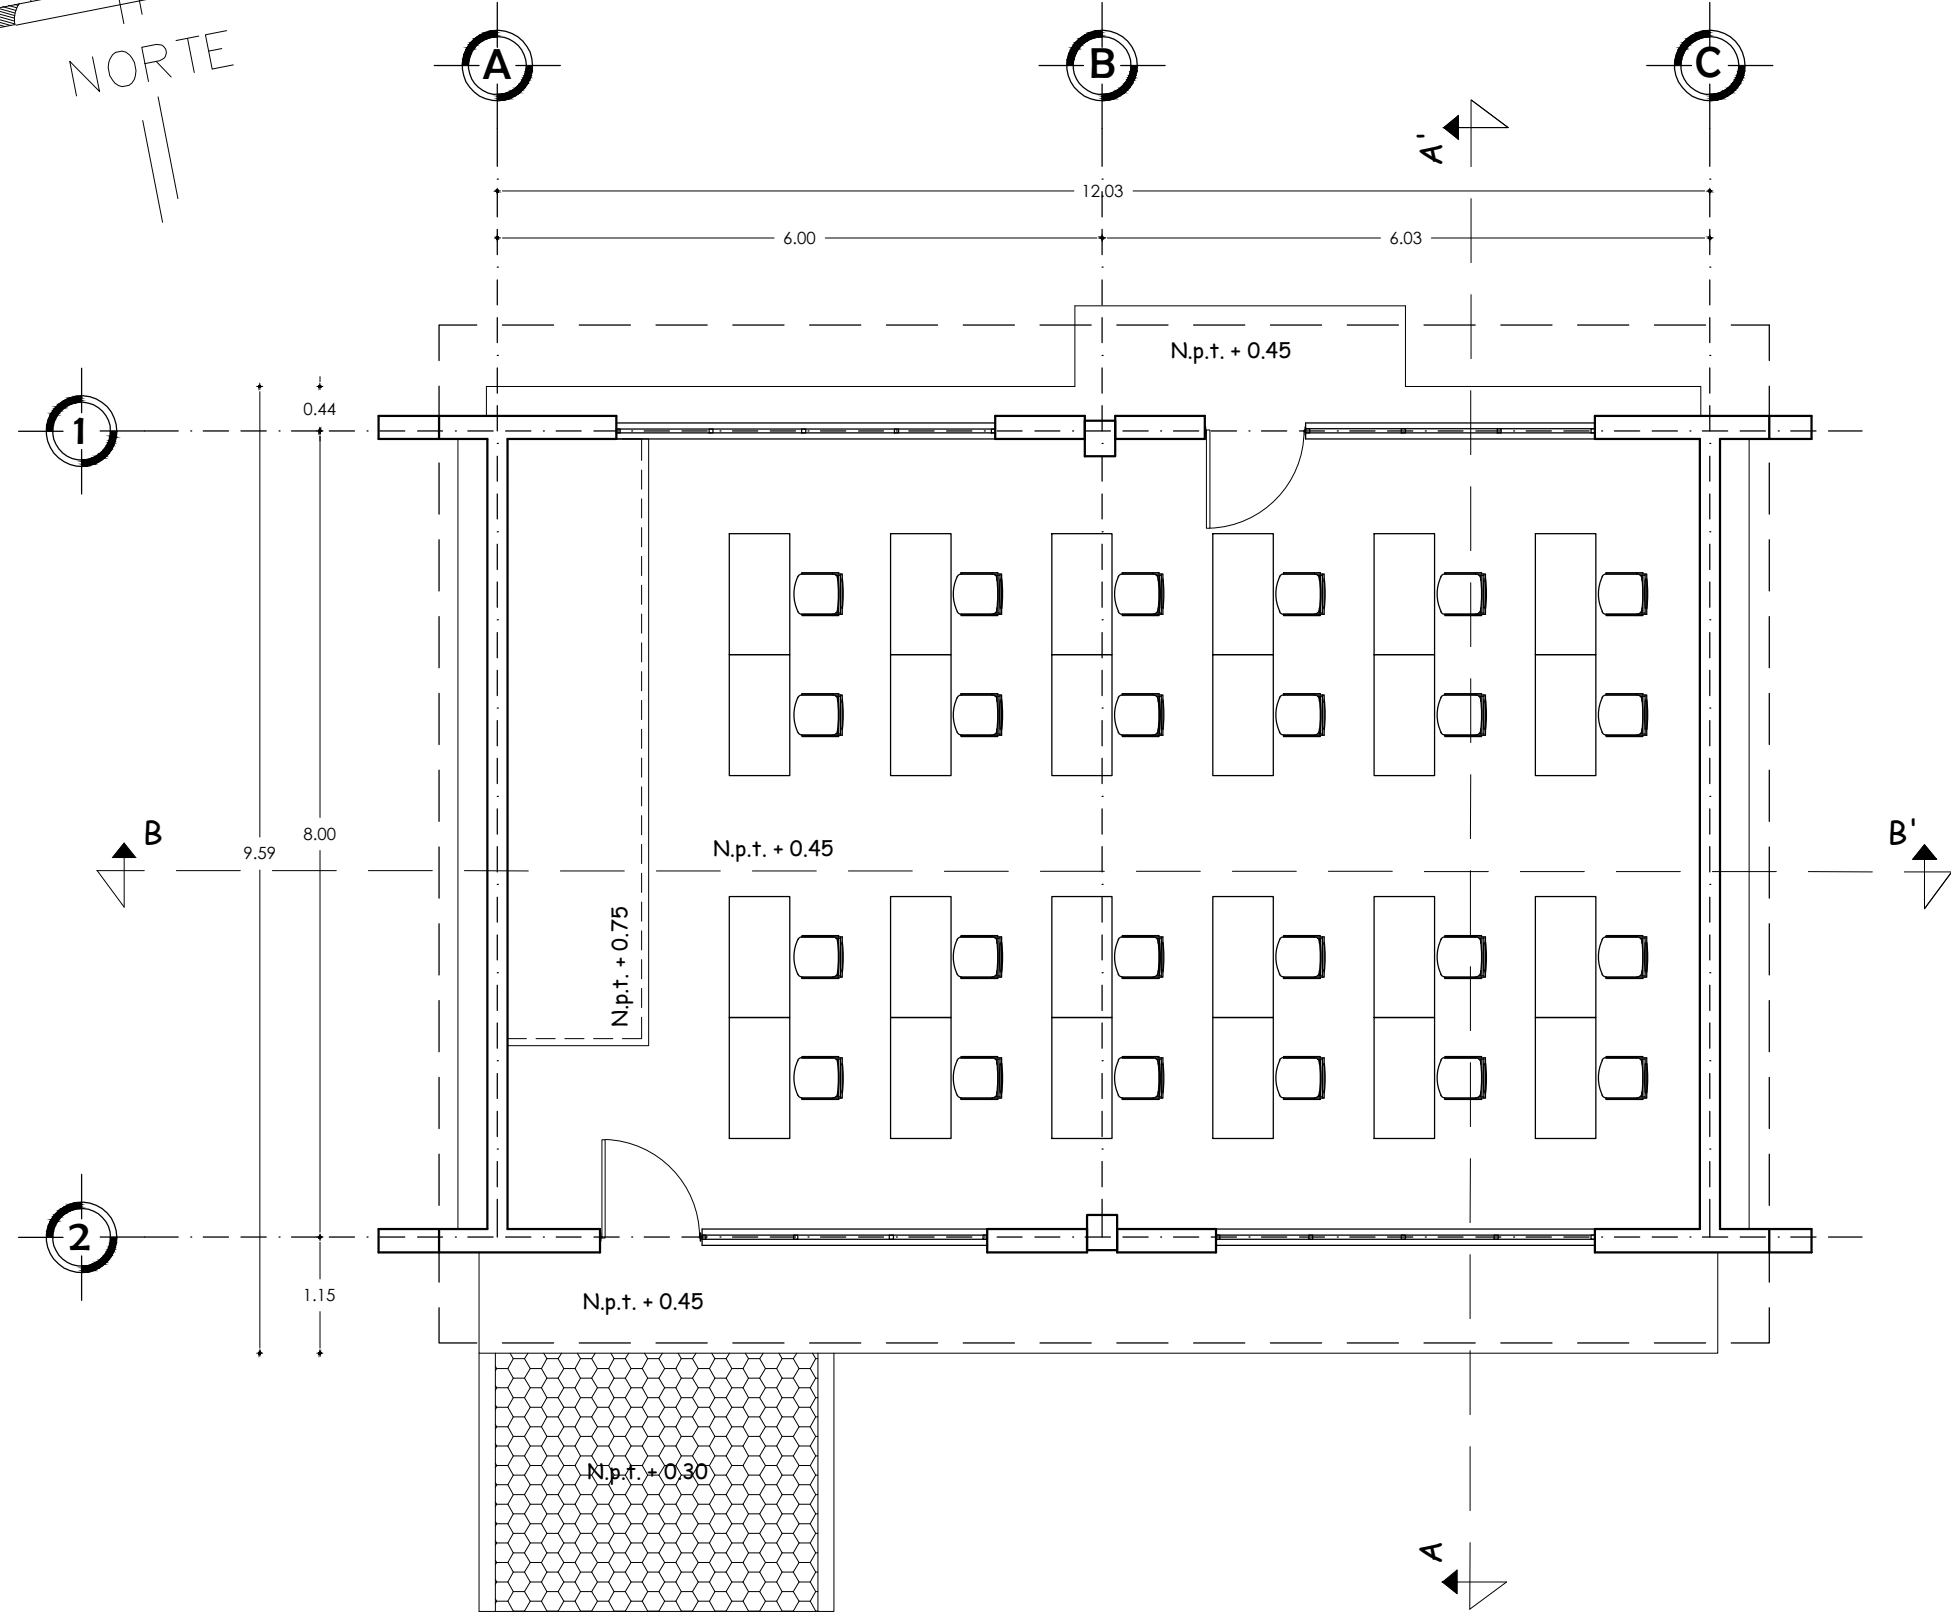 NORTE
A
B
C
A'
12.03
6.00
6.03
N.p.t. + 0.45
0.44
1
8.00
9.59
B
B'
N.p.t. + 0.45
N.p.t. + 0.75
2
1.15
N.p.t. + 0.45
N.p.t. + 0.30
A